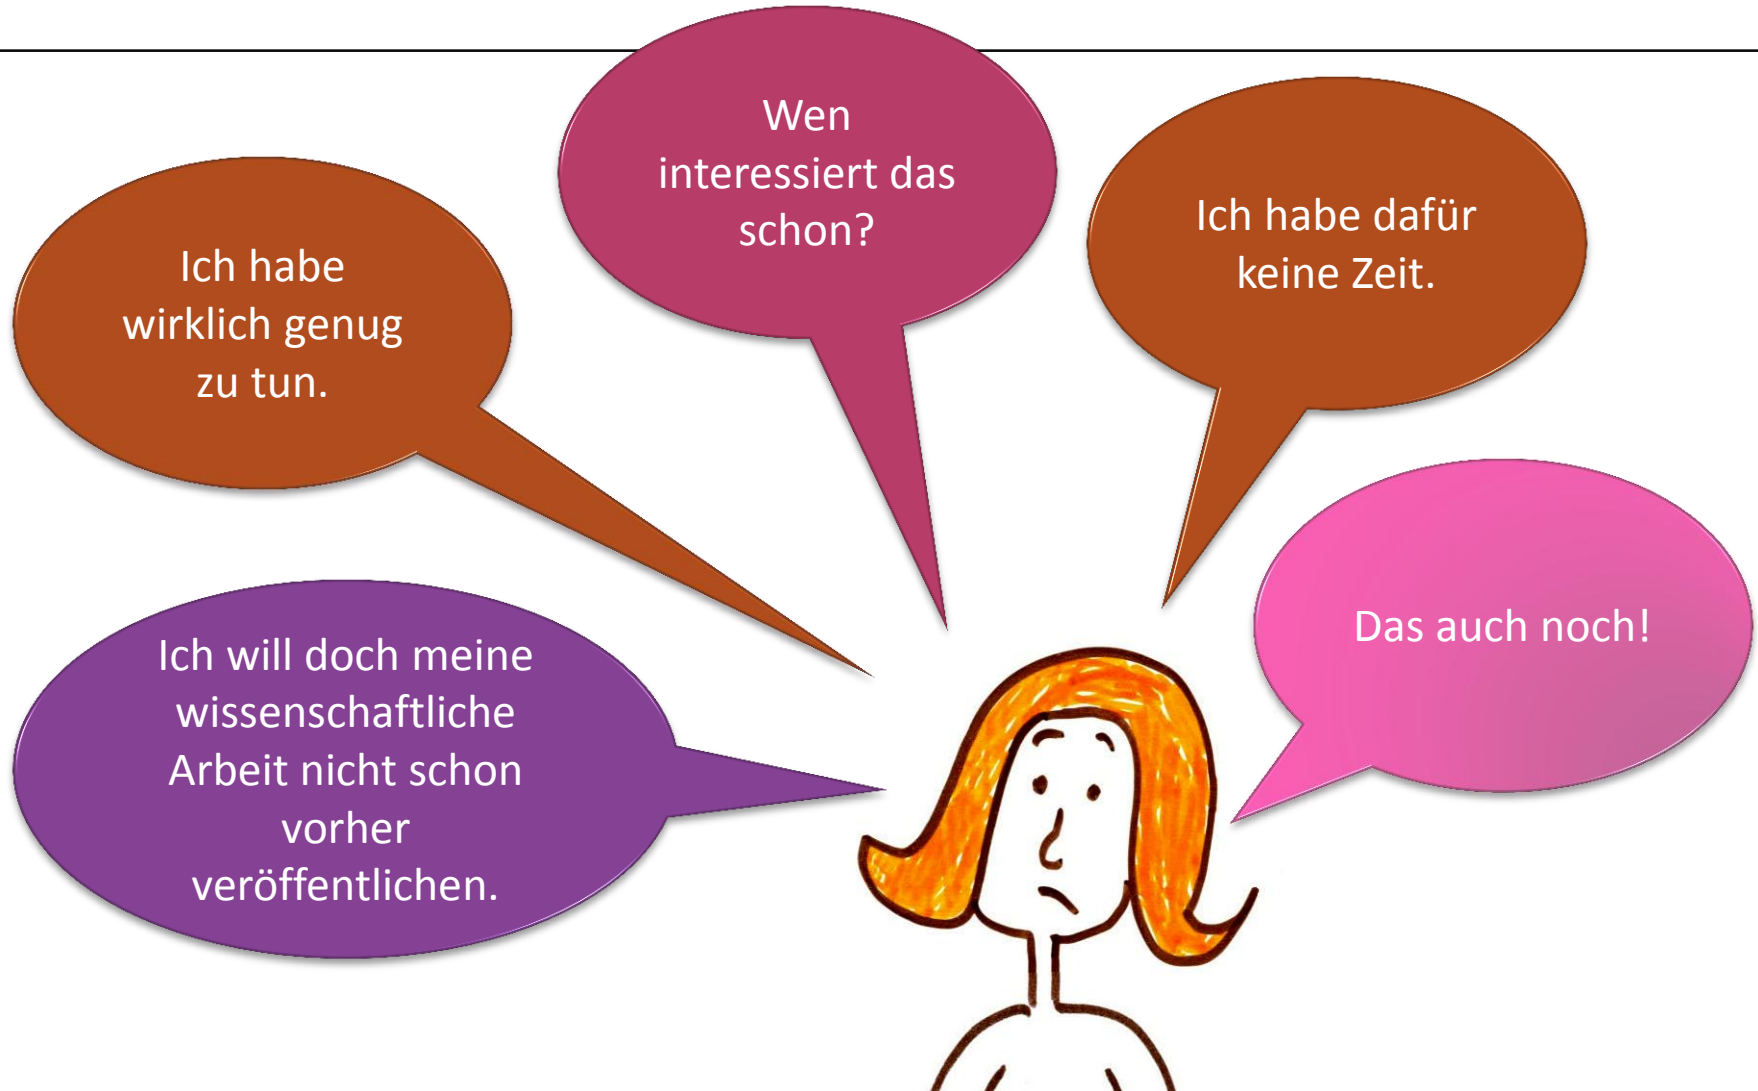 Ich habe
wirklich genug
zu tun.
Wen
interessiert das
schon?
Ich habe dafür
keine Zeit.
Ich will doch meine
wissenschaftliche
Arbeit nicht schon
vorher
veröffentlichen.
Das auch noch!